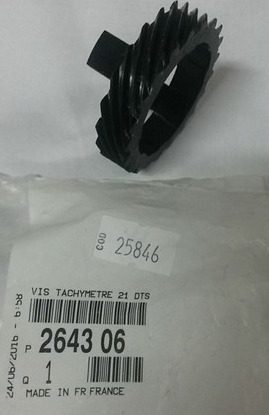 25846
VIS TACHYMETRE 21 DTS
P 2643 06
Q 1
MADE IN FR FRANCE
24/06/2016 - 6:58